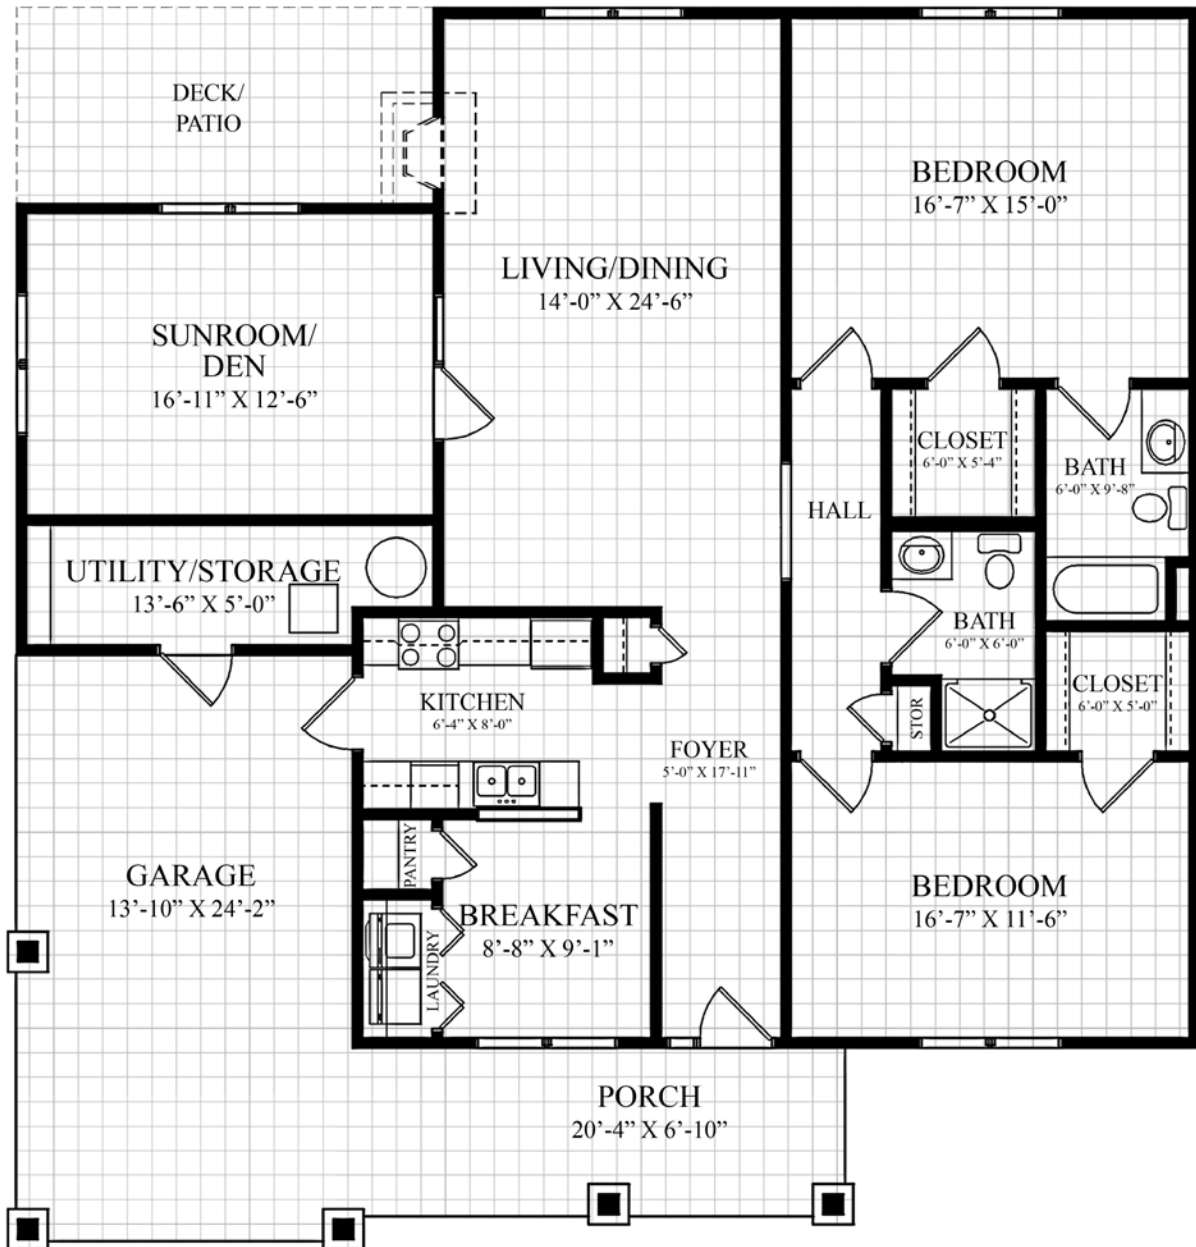 DECK/
PATIO
BEDROOM
16’-7” X 15’-0”
LIVING/DINING
14’-0” X 24’-6”
SUNROOM/
DEN
16’-11” X 12’-6”
CLOSET
6’-0” X 5’-4”
BATH
6’-0” X 9’-8”
HALL
UTILITY/STORAGE
13’-6” X 5’-0”
BATH
6’-0” X 6’-0”
KITCHEN
6’-4” X 8’-0”
CLOSET
6’-0” X 5’-0”
STOR
FOYER
5’-0” X 17’-11”
PANTRY
GARAGE
13’-10” X 24’-2”
BREAKFAST
8’-8” X 9’-1”
LAUNDRY
BEDROOM
16’-7” X 11’-6”
PORCH
20’-4” X 6’-10”